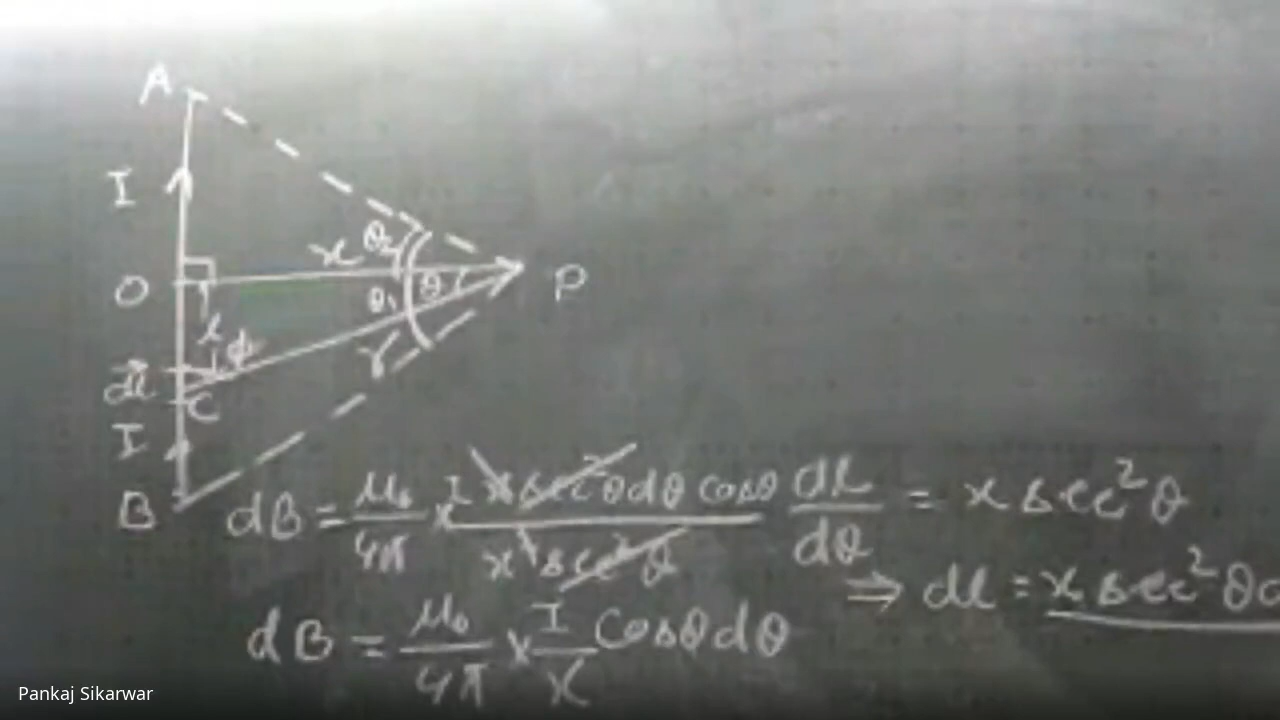 A
I
x θ₂
O θ₁ θ P
l ϕ
dl r
C
I
B
dB = μ₀/4π × I x sec²θ dθ cosθ / x² sec²θ
dl/dθ = x sec²θ
⇒ dl = x sec²θ
dB = μ₀/4π × I/x cosθ dθ
Pankaj Sikarwar